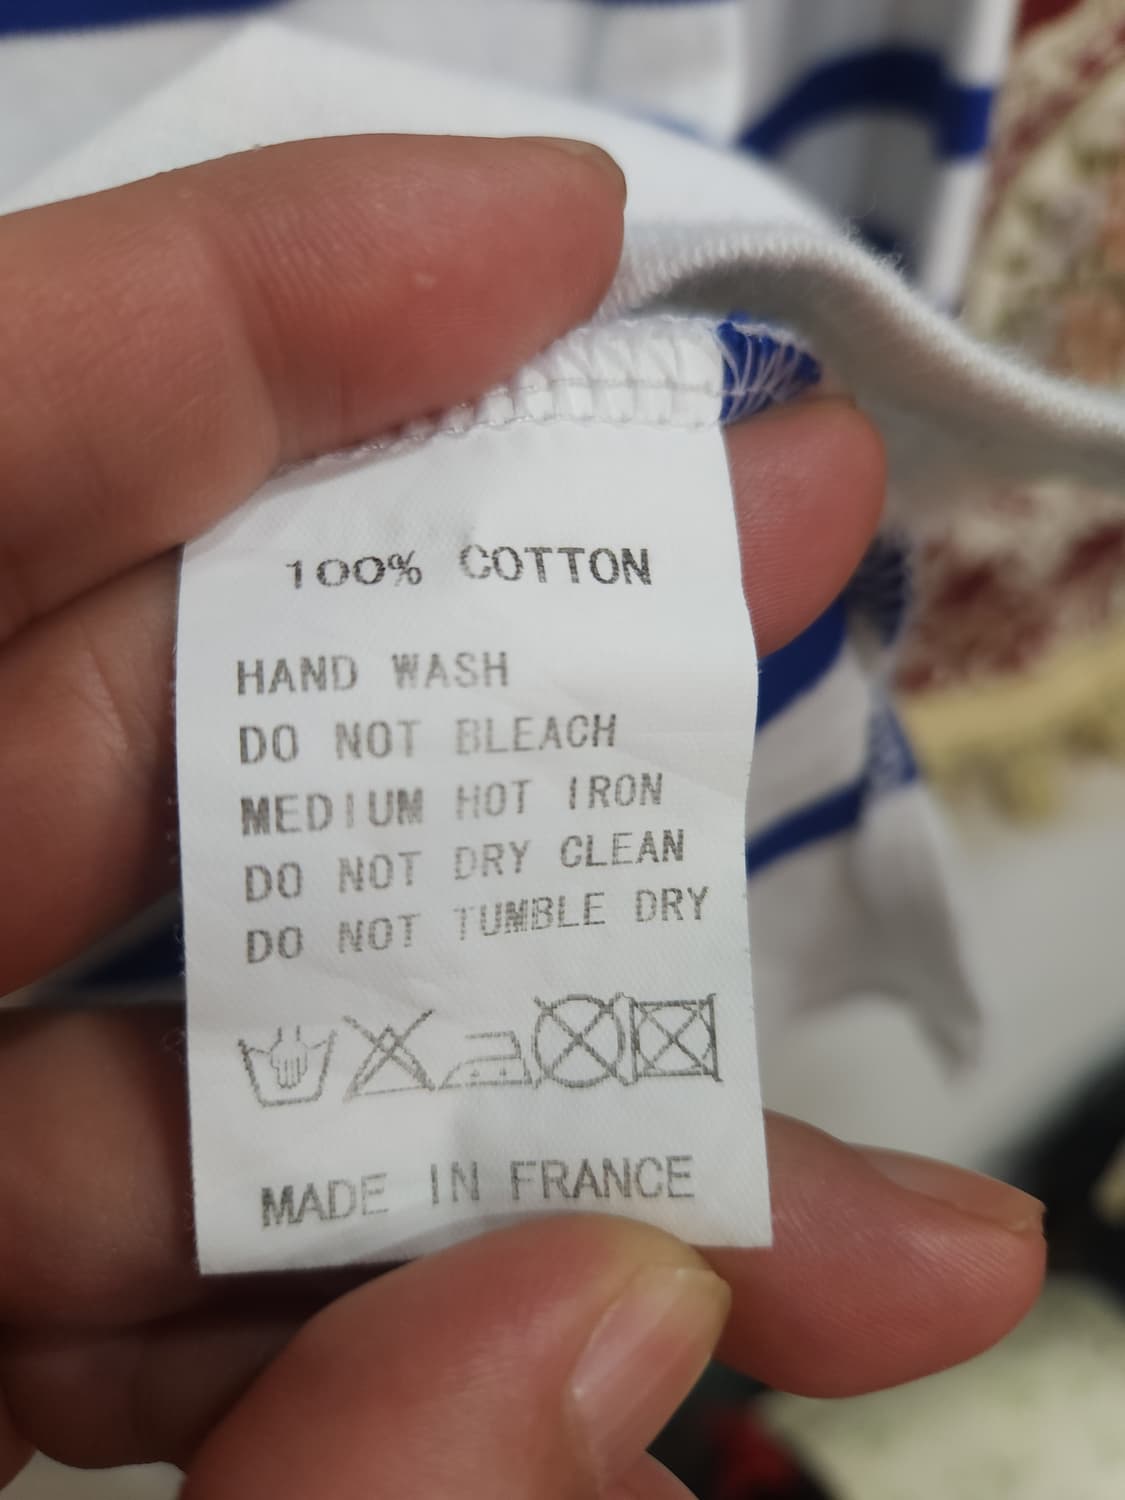 100% COTTON
HAND WASH
DO NOT BLEACH
MEDIUM HOT IRON
DO NOT DRY CLEAN
DO NOT TUMBLE DRY
MADE IN FRANCE